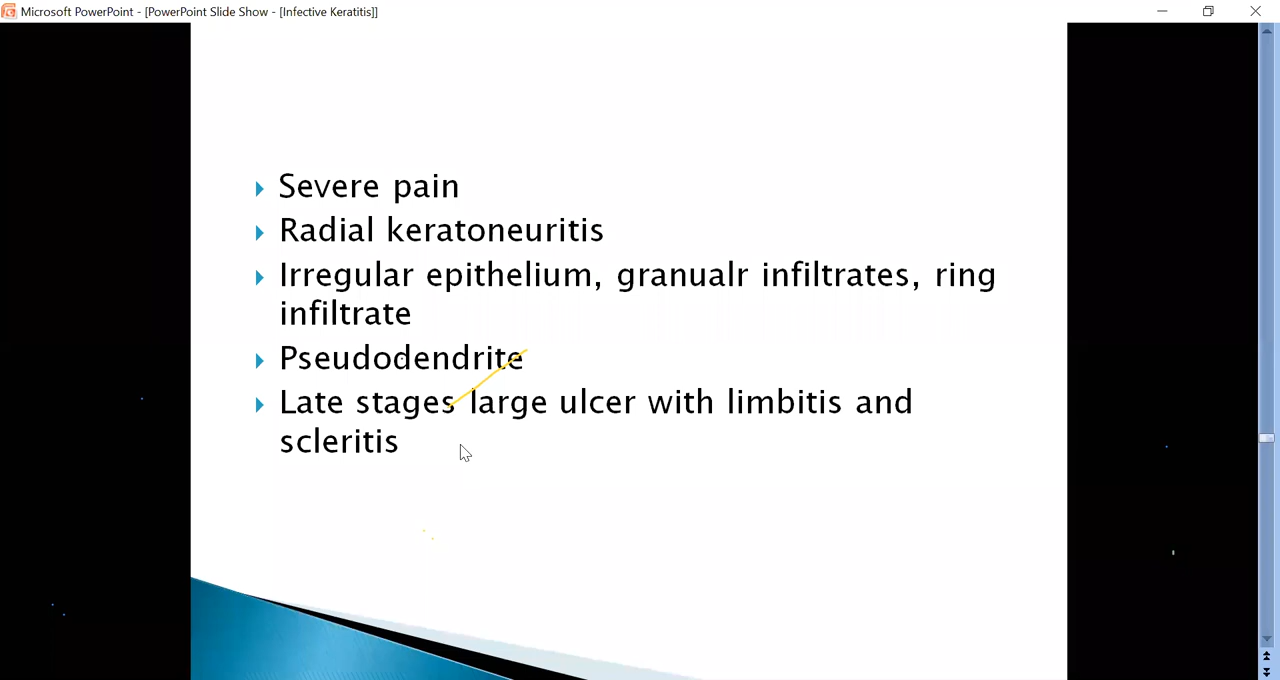 Microsoft PowerPoint - [PowerPoint Slide Show - [Infective Keratitis]]
Severe pain
Radial keratoneuritis
Irregular epithelium, granualr infiltrates, ring
infiltrate
Pseudodendrite
Late stages large ulcer with limbitis and
scleritis